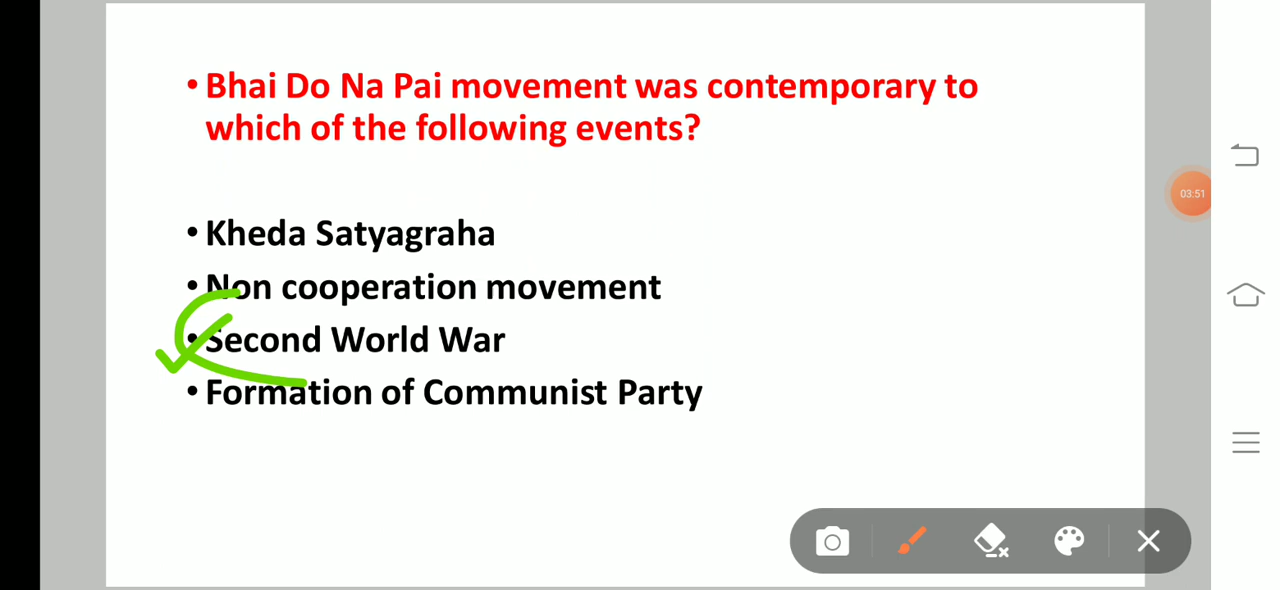 • Bhai Do Na Pai movement was contemporary to
which of the following events?
• Kheda Satyagraha
• Non cooperation movement
• Second World War
• Formation of Communist Party
03:51